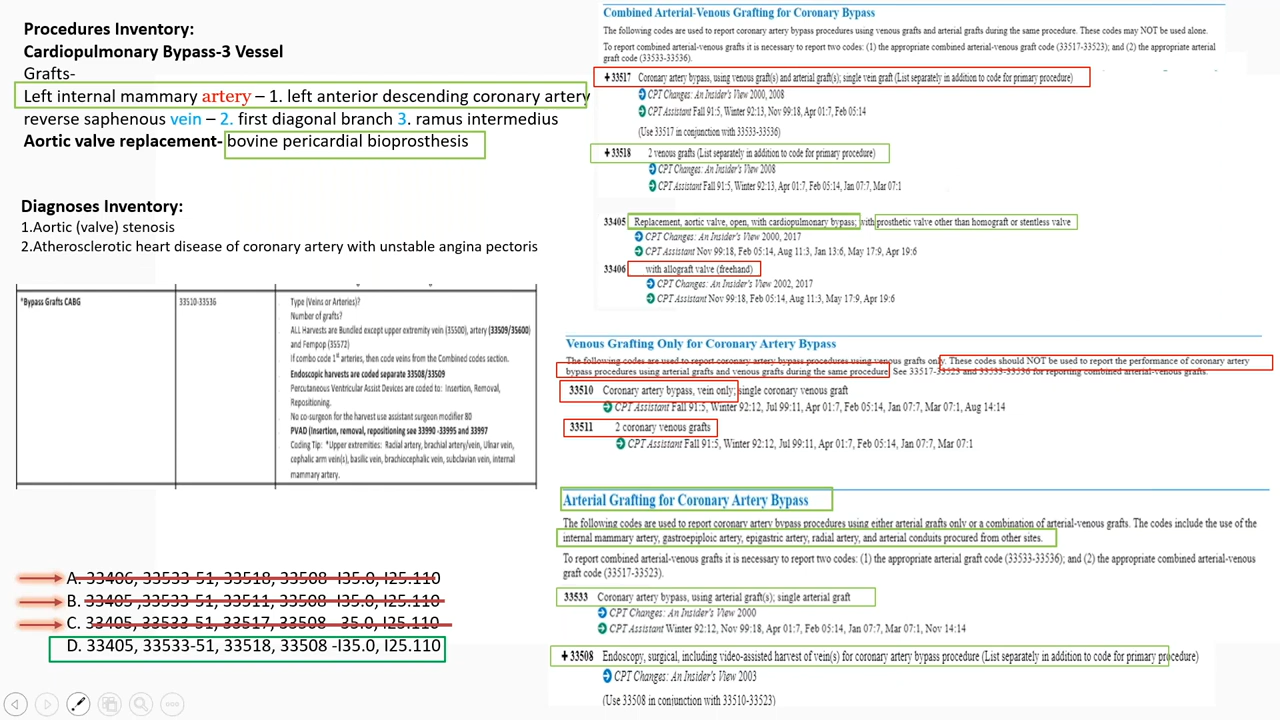 Procedures Inventory:
Cardiopulmonary Bypass-3 Vessel
Grafts-
Left internal mammary artery – 1. left anterior descending coronary artery
reverse saphenous vein – 2. first diagonal branch 3. ramus intermedius
Aortic valve replacement- bovine pericardial bioprosthesis
Diagnoses Inventory:
1.Aortic (valve) stenosis
2.Atherosclerotic heart disease of coronary artery with unstable angina pectoris
*Bypass Grafts CABG
33510-33536
Type (Veins or Arteries)?
Number of grafts?
ALL Harvests are Bundled except upper extremity vein (35500), artery (33509/35600)
and Fempop (35572)
If combo code 1st arteries, then code veins from the Combined codes section.
Endoscopic harvests are coded separate 33508/33509
Percutaneous Ventricular Assist Devices are coded to: Insertion, Removal,
Repositioning.
No co-surgeon for the harvest use assistant surgeon modifier 80
PVAD (Insertion, removal, repositioning see 33990 -33995 and 33997
Coding Tip: *Upper extremities: Radial artery, brachial artery/vein, Ulnar vein,
cephalic arm vein(s), basilic vein, brachiocephalic vein, subclavian vein, internal
mammary artery.
A. 33406, 33533-51, 33518, 33508 -I35.0, I25.110
B. 33405 ,33533-51, 33511, 33508 -I35.0, I25.110
C. 33405, 33533-51, 33517, 33508 -35.0, I25.110
D. 33405, 33533-51, 33518, 33508 -I35.0, I25.110
Combined Arterial-Venous Grafting for Coronary Bypass
The following codes are used to report coronary artery bypass procedures using venous grafts and arterial grafts during the same procedure. These codes may NOT be used alone.
To report combined arterial-venous grafts it is necessary to report two codes: (1) the appropriate combined arterial-venous graft code (33517-33523); and (2) the appropriate arterial
graft code (33533-33536).
+33517 Coronary artery bypass, using venous graft(s) and arterial graft(s); single vein graft (List separately in addition to code for primary procedure)
CPT Changes: An Insider's View 2000, 2008
CPT Assistant Fall 91:5, Winter 92:13, Nov 99:18, Apr 01:7, Feb 05:14
(Use 33517 in conjunction with 33533-33536)
+33518 2 venous grafts (List separately in addition to code for primary procedure)
CPT Changes: An Insider's View 2008
CPT Assistant Fall 91:5, Winter 92:13, Apr 01:7, Feb 05:14, Jan 07:7, Mar 07:1
33405 Replacement, aortic valve, open, with cardiopulmonary bypass; with prosthetic valve other than homograft or stentless valve
CPT Changes: An Insider's View 2000, 2017
CPT Assistant Nov 99:18, Feb 05:14, Aug 11:3, Jan 13:6, May 17:9, Apr 19:6
33406 with allograft valve (freehand)
CPT Changes: An Insider's View 2002, 2017
CPT Assistant Nov 99:18, Feb 05:14, Aug 11:3, May 17:9, Apr 19:6
Venous Grafting Only for Coronary Artery Bypass
The following codes are used to report coronary artery bypass procedures using venous grafts only. These codes should NOT be used to report the performance of coronary artery
bypass procedures using arterial grafts and venous grafts during the same procedure. See 33517-33523 and 33533-33536 for reporting combined arterial-venous grafts.
33510 Coronary artery bypass, vein only; single coronary venous graft
CPT Assistant Fall 91:5, Winter 92:12, Jul 99:11, Apr 01:7, Feb 05:14, Jan 07:7, Mar 07:1, Aug 14:14
33511 2 coronary venous grafts
CPT Assistant Fall 91:5, Winter 92:12, Jul 99:11, Apr 01:7, Feb 05:14, Jan 07:7, Mar 07:1
Arterial Grafting for Coronary Artery Bypass
The following codes are used to report coronary artery bypass procedures using either arterial grafts only or a combination of arterial-venous grafts. The codes include the use of the
internal mammary artery, gastroepiploic artery, epigastric artery, radial artery, and arterial conduits procured from other sites.
To report combined arterial-venous grafts it is necessary to report two codes: (1) the appropriate arterial graft code (33533-33536); and (2) the appropriate combined arterial-venous
graft code (33517-33523).
33533 Coronary artery bypass, using arterial graft(s); single arterial graft
CPT Changes: An Insider's View 2000
CPT Assistant Winter 92:12, Nov 99:18, Apr 01:7, Feb 05:14, Jan 07:7, Mar 07:1, Nov 14:14
+33508 Endoscopy, surgical, including video-assisted harvest of vein(s) for coronary artery bypass procedure (List separately in addition to code for primary procedure)
CPT Changes: An Insider's View 2003
(Use 33508 in conjunction with 33510-33523)